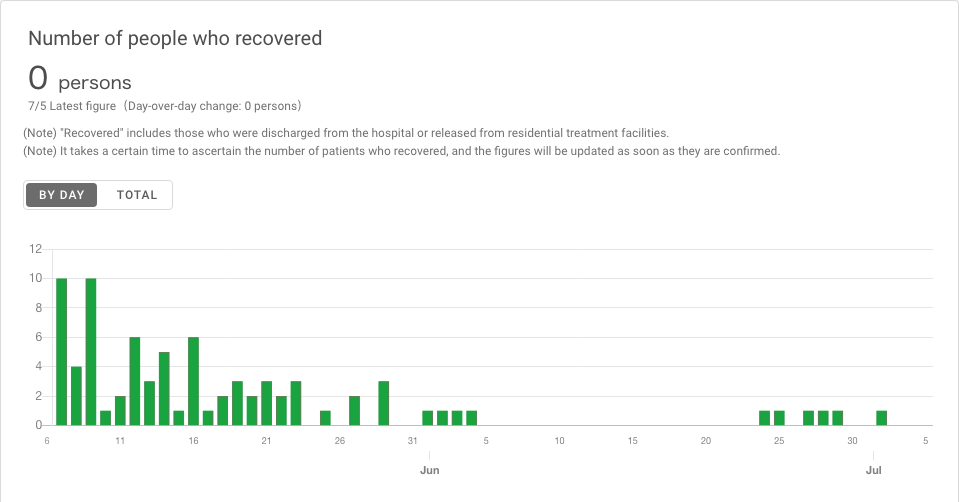 Number of people who recovered
0 persons
7/5 Latest figure (Day-over-day change: 0 persons)
(Note) "Recovered" includes those who were discharged from the hospital or released from residential treatment facilities.
(Note) It takes a certain time to ascertain the number of patients who recovered, and the figures will be updated as soon as they are confirmed.
BY DAY TOTAL
12
10
8
6
4
2
0
6 11 16 21 26 31 5 10 15 20 25 30 5
Jun Jul